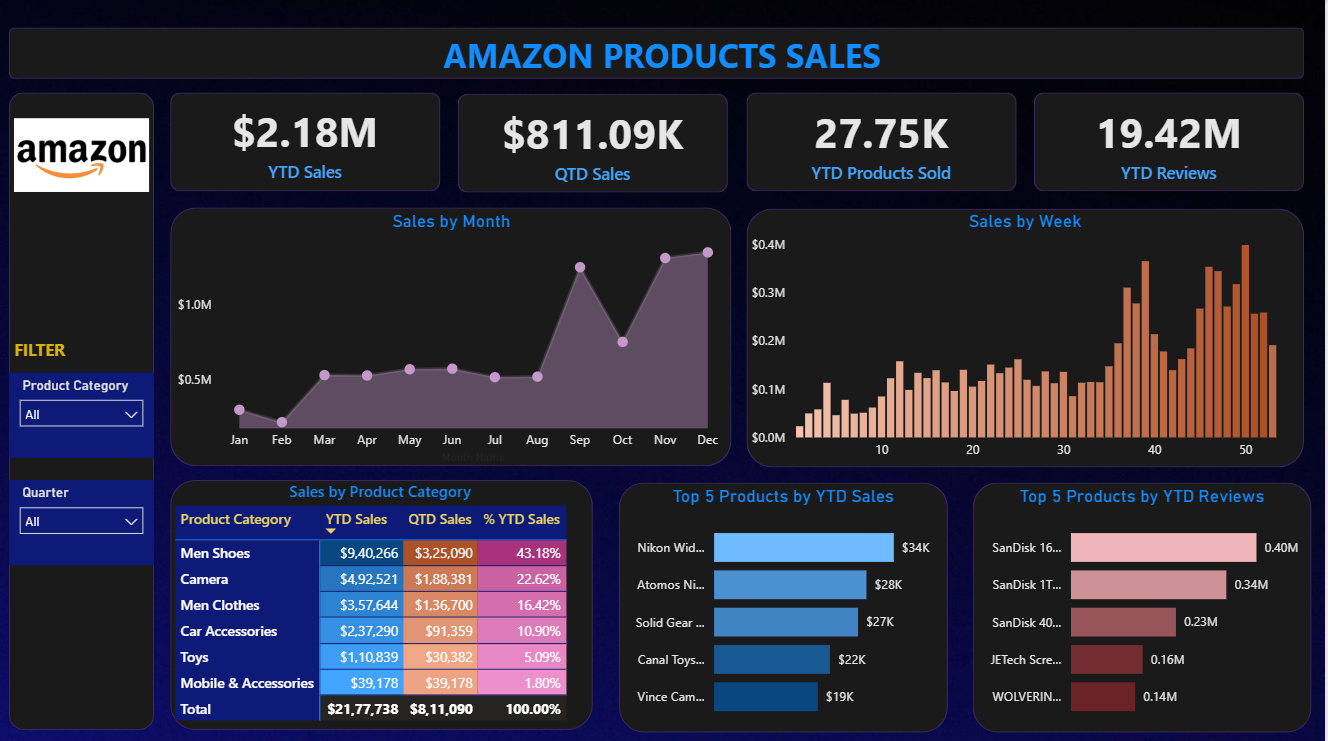 AMAZON PRODUCTS SALES
amazon
$2.18M
YTD Sales
$811.09K
QTD Sales
27.75K
YTD Products Sold
19.42M
YTD Reviews
FILTER
Product Category
All
Quarter
All
Sales by Month
$1.0M
$0.5M
Jan Feb Mar Apr May Jun Jul Aug Sep Oct Nov Dec
Month Name
Sales by Week
$0.4M
$0.3M
$0.2M
$0.1M
$0.0M
10 20 30 40 50
Sales by Product Category
Product Category YTD Sales QTD Sales % YTD Sales
Men Shoes $9,40,266 $3,25,090 43.18%
Camera $4,92,521 $1,88,381 22.62%
Men Clothes $3,57,644 $1,36,700 16.42%
Car Accessories $2,37,290 $91,359 10.90%
Toys $1,10,839 $30,382 5.09%
Mobile & Accessories $39,178 $39,178 1.80%
Total $21,77,738 $8,11,090 100.00%
Top 5 Products by YTD Sales
Nikon Wid... $34K
Atomos Ni... $28K
Solid Gear ... $27K
Canal Toys... $22K
Vince Cam... $19K
Top 5 Products by YTD Reviews
SanDisk 16... 0.40M
SanDisk 1T... 0.34M
SanDisk 40... 0.23M
JETech Scre... 0.16M
WOLVERIN... 0.14M